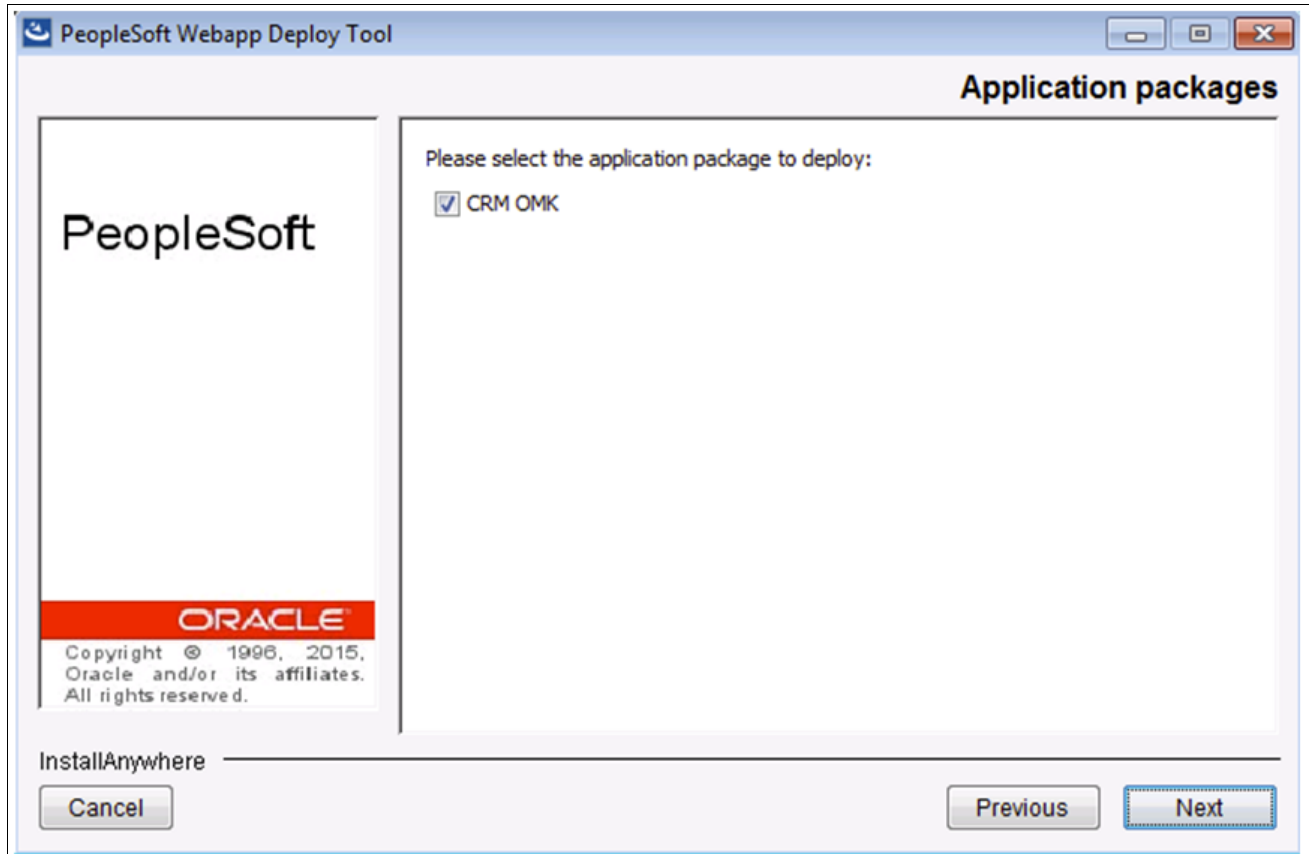 PeopleSoft Webapp Deploy Tool
Application packages
Please select the application package to deploy:
CRM OMK
PeopleSoft
ORACLE
Copyright © 1996, 2015,
Oracle and/or its affiliates.
All rights reserved.
InstallAnywhere
Cancel
Previous
Next